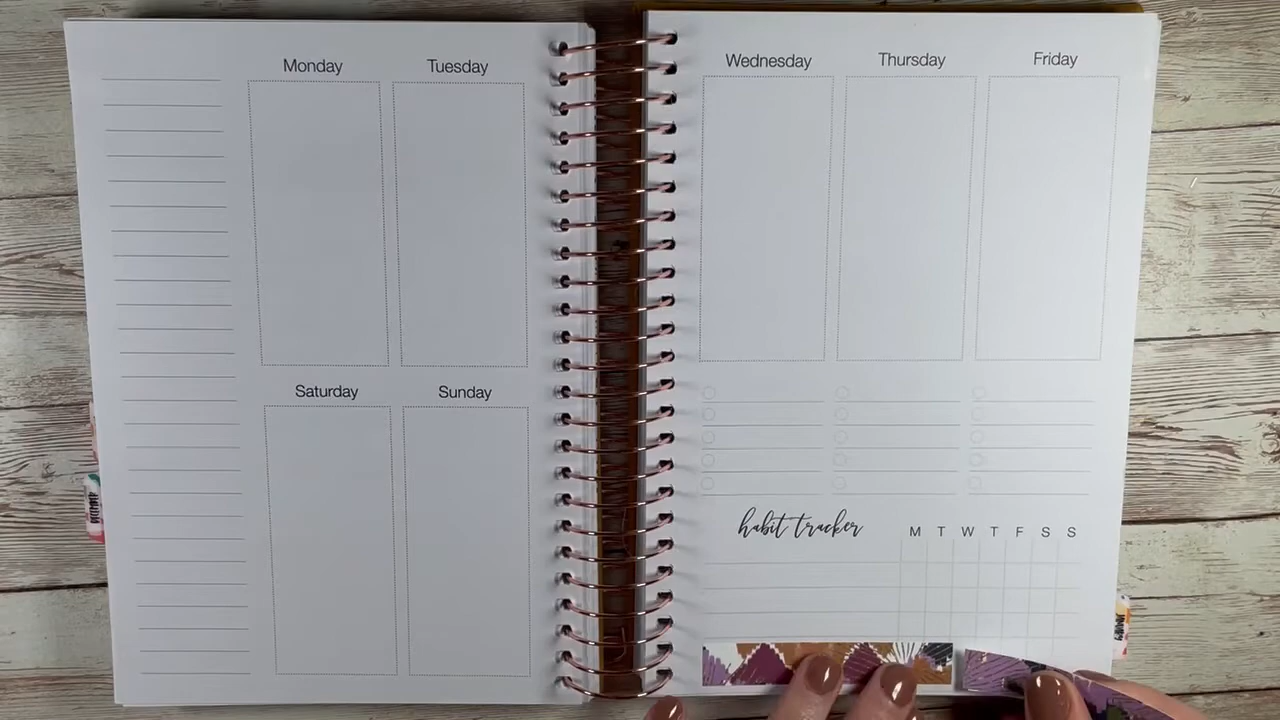 Monday Tuesday
Saturday Sunday
Wednesday Thursday Friday
habit tracker M T W T F S S